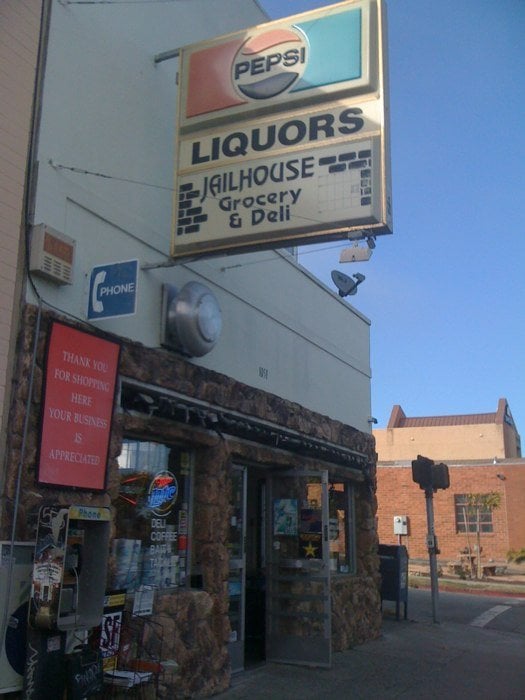 PEPSI
LIQUORS
JAILHOUSE
Grocery
& Deli
PHONE
THANK YOU
FOR SHOPPING
HERE
YOUR BUSINESS
IS
APPRECIATED
DELI
COFFEE
Phone